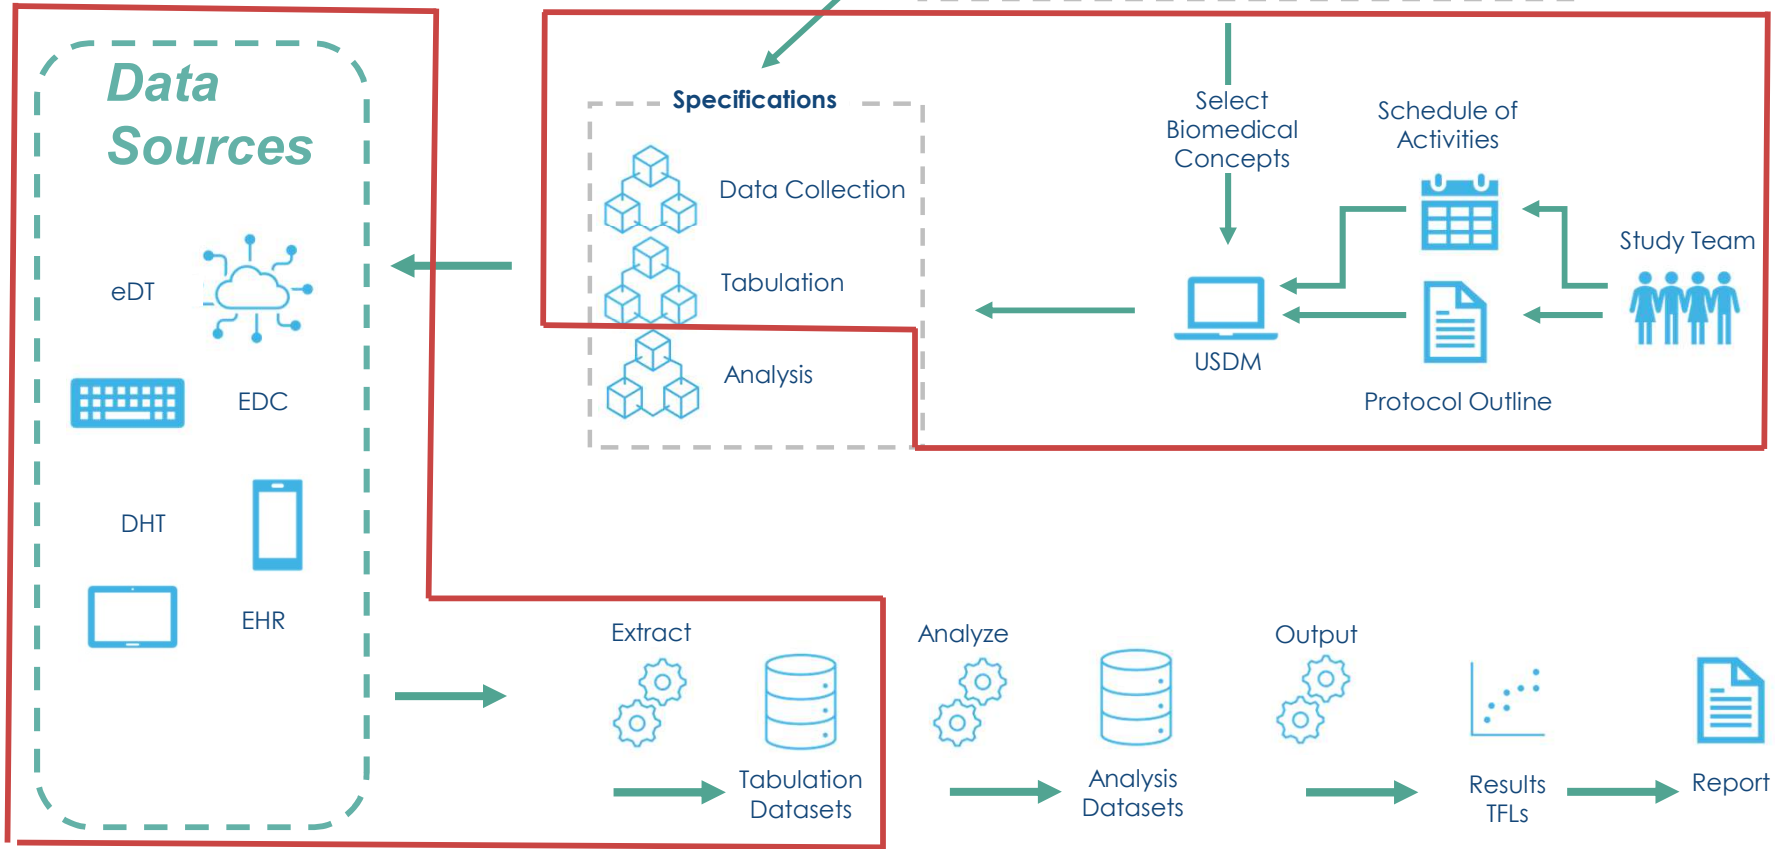 Data
Sources
eDT
EDC
DHT
EHR
Specifications
Data Collection
Tabulation
Analysis
Select
Biomedical
Concepts
USDM
Schedule of
Activities
Protocol Outline
Study Team
Extract
Tabulation
Datasets
Analyze
Analysis
Datasets
Output
Results
TFLs
Report